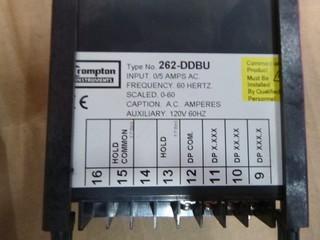 Crompton
INSTRUMENTS
Type No. 262-DDBU
INPUT. 0/5 AMPS AC.
FREQUENCY. 60 HERTZ.
SCALED. 0-60
CAPTION. A.C. AMPERES
AUXILIARY. 120V 60HZ
CE
Product
Must Be
Installed
By Qualified
Personnel
16
15 HOLD COMMON
14
13 HOLD
12 DP COM.
11 DP X.XXX
10 DP XX.XX
9 DP XXX.X